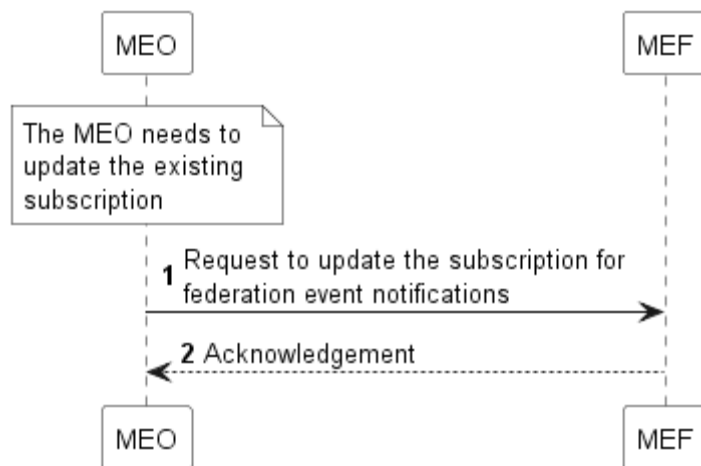 MEO
MEF
The MEO needs to
update the existing
subscription
1 Request to update the subscription for
federation event notifications
2 Acknowledgement
MEO
MEF